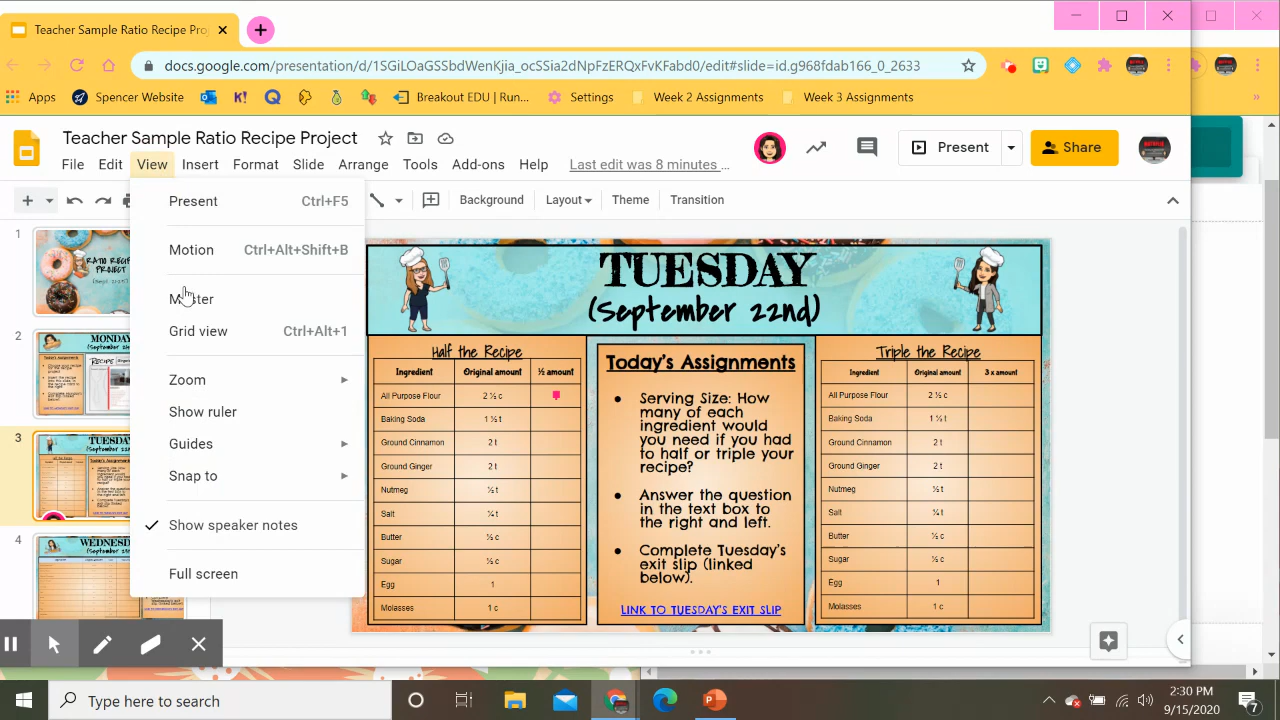 Teacher Sample Ratio Recipe Pro
docs.google.com/presentation/d/1SGiLOaGSSbdWenKjia_ocSSia2dNpFzERQxFvKFabd0/edit#slide=id.g968fdab166_0_2633
Apps Spencer Website K! Q Breakout EDU | Run... Settings Week 2 Assignments Week 3 Assignments »
Teacher Sample Ratio Recipe Project
File Edit View Insert Format Slide Arrange Tools Add-ons Help Last edit was 8 minutes ...
Present Share
Background Layout Theme Transition
Present Ctrl+F5
Motion Ctrl+Alt+Shift+B
Master
Grid view Ctrl+Alt+1
Zoom
Show ruler
Guides
Snap to
Show speaker notes
Full screen
1
RATIO RECIPE
PROJECT
2
MONDAY
RECIPE
3
TUESDAY
4
WEDNESDAY
TUESDAY
(September 22nd)
Half the Recipe
Ingredient Original amount ½ amount
All Purpose Flour 2 ½ c
Baking Soda 1 ½ t
Ground Cinnamon 2 t
Ground Ginger 2 t
Nutmeg ½ t
Salt ¼ t
Butter ½ c
Sugar ½ c
Egg 1
Molasses 1 c
Today's Assignments
• Serving Size: How
many of each
ingredient would
you need if you had
to half or triple your
recipe?
• Answer the question
in the text box to
the right and left.
• Complete Tuesday's
exit slip (linked
below).
LINK TO TUESDAY'S EXIT SLIP
Triple the Recipe
Ingredient Original amount 3 x amount
All Purpose Flour 2 ½ c
Baking Soda
Ground Cinnamon 2 t
Ground Ginger 2 t
Nutmeg ½ t
Salt ¼ t
Butter ½ c
Sugar ½ c
Egg 1
Molasses 1 c
Type here to search
2:30 PM
9/15/2020
7